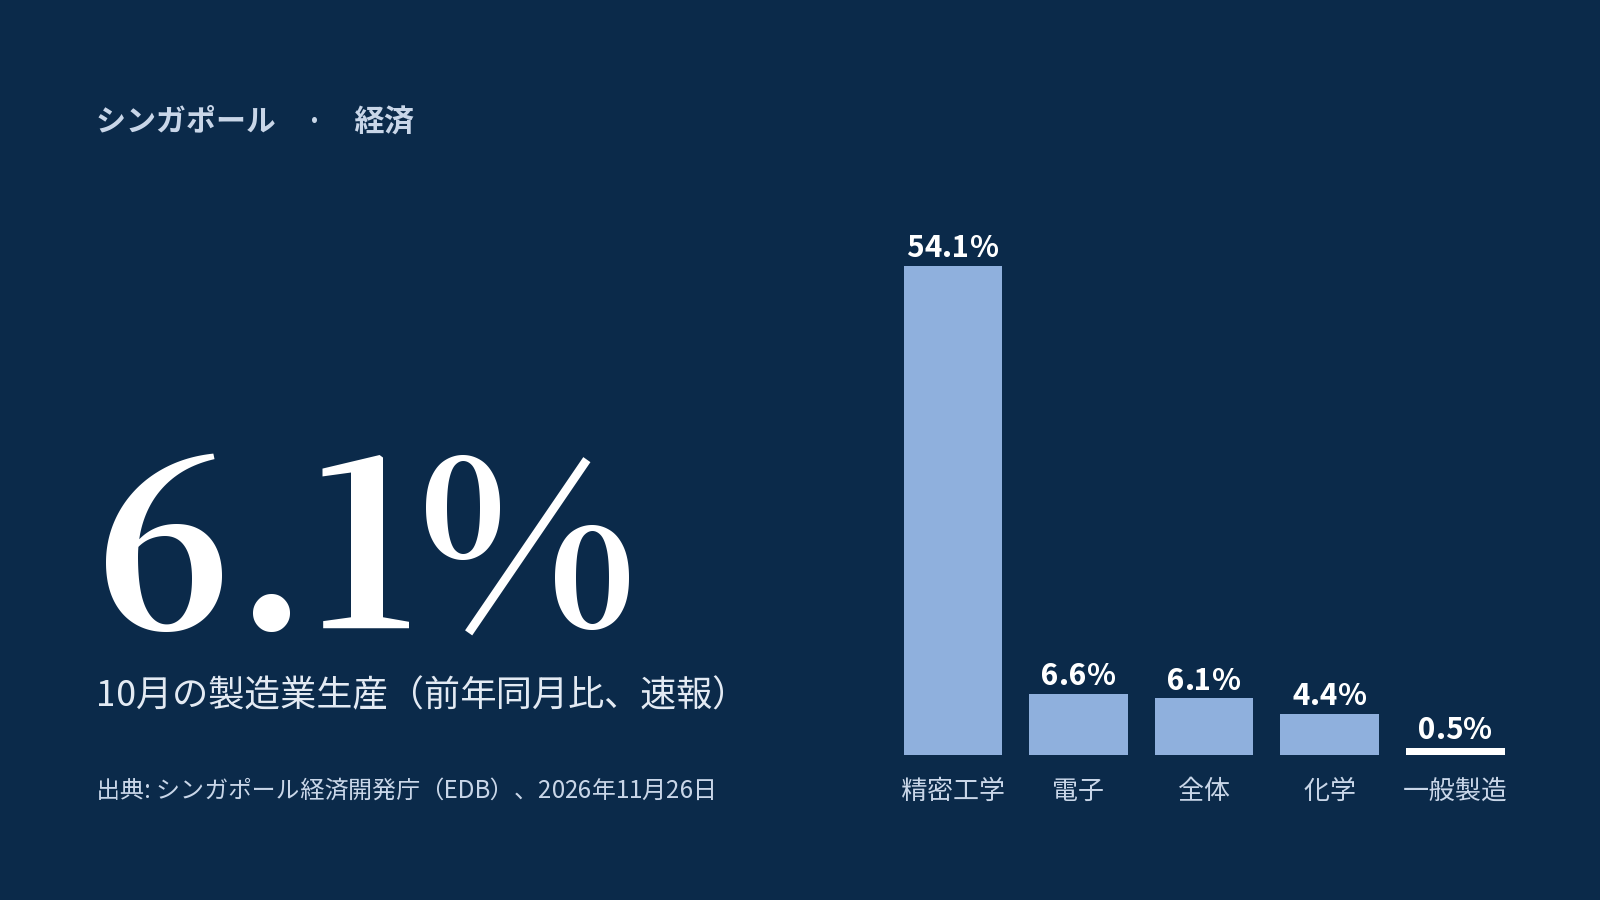 シンガポール · 経済
6.1%
10月の製造業生産（前年同月比、速報）
出典: シンガポール経済開発庁（EDB）、2026年11月26日
54.1%
6.6%
6.1%
4.4%
0.5%
精密工学
電子
全体
化学
一般製造